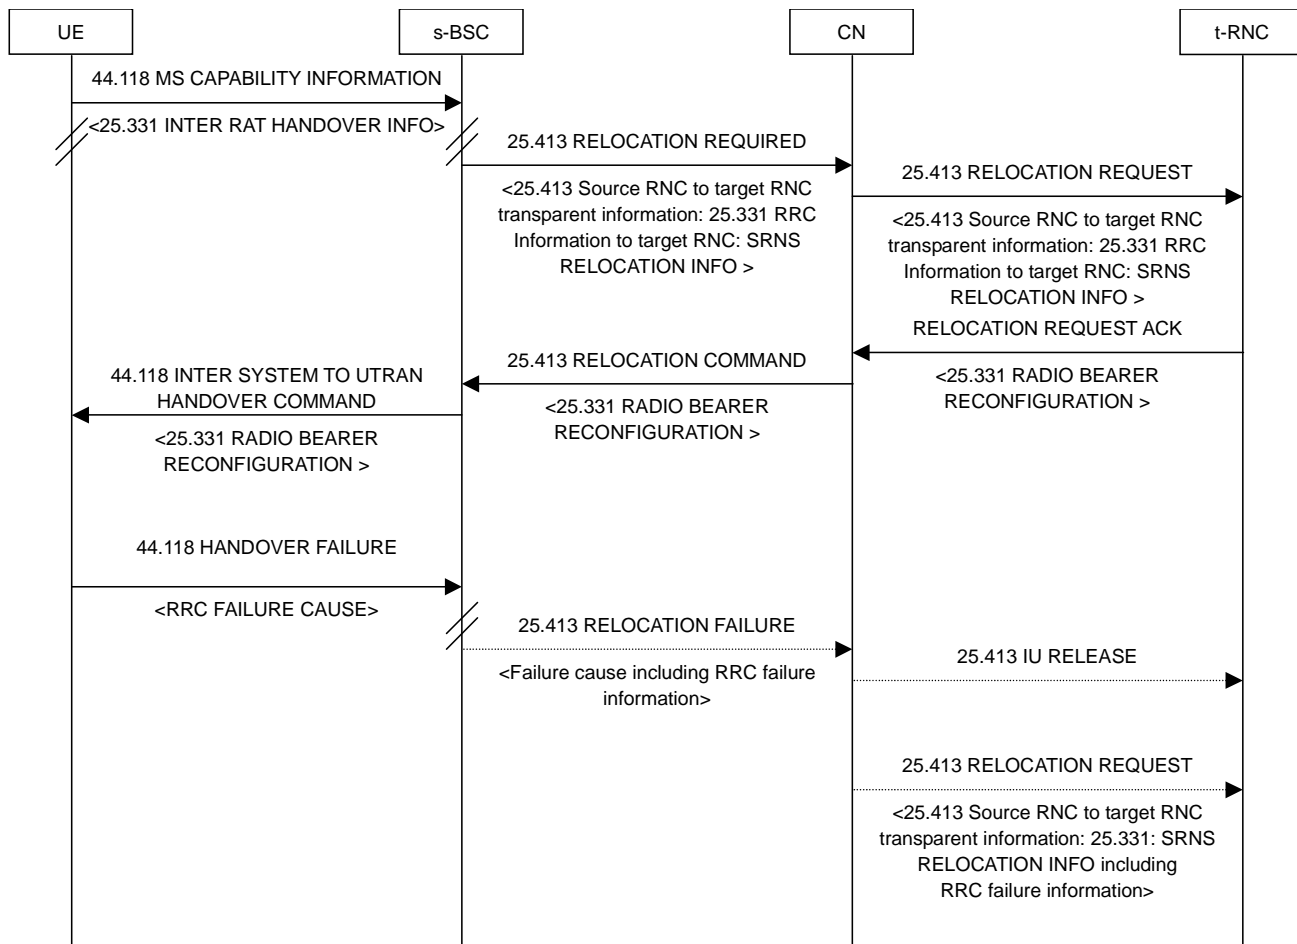 UE
s-BSC
CN
t-RNC
44.118 MS CAPABILITY INFORMATION
<25.331 INTER RAT HANDOVER INFO>
25.413 RELOCATION REQUIRED
<25.413 Source RNC to target RNC
transparent information: 25.331 RRC
Information to target RNC: SRNS
RELOCATION INFO >
25.413 RELOCATION REQUEST
<25.413 Source RNC to target RNC
transparent information: 25.331 RRC
Information to target RNC: SRNS
RELOCATION INFO >
RELOCATION REQUEST ACK
<25.331 RADIO BEARER
RECONFIGURATION >
25.413 RELOCATION COMMAND
<25.331 RADIO BEARER
RECONFIGURATION >
44.118 INTER SYSTEM TO UTRAN
HANDOVER COMMAND
<25.331 RADIO BEARER
RECONFIGURATION >
44.118 HANDOVER FAILURE
<RRC FAILURE CAUSE>
25.413 RELOCATION FAILURE
<Failure cause including RRC failure
information>
25.413 IU RELEASE
25.413 RELOCATION REQUEST
<25.413 Source RNC to target RNC
transparent information: 25.331: SRNS
RELOCATION INFO including
RRC failure information>